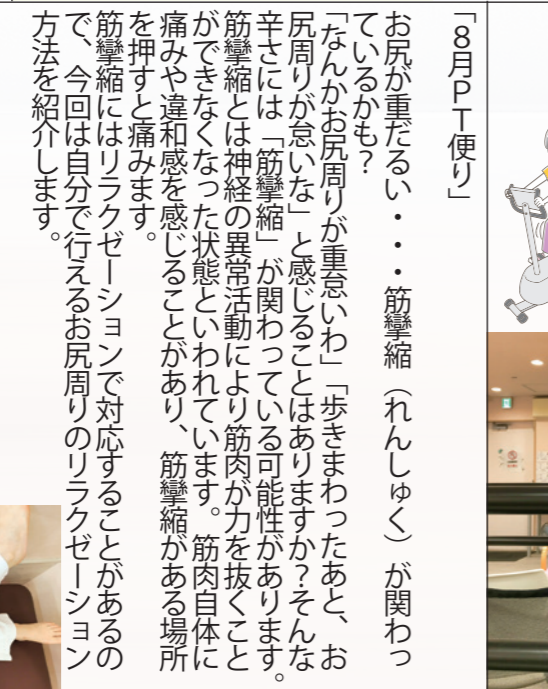 「8月PT便り」
お尻が重だるい・・・筋攣縮（れんしゅく）が関わっ
ているかも？
「なんかお尻周りが重怠いわ」「歩きまわったあと、お
尻周りが怠いな」と感じることはありますか？そんな
辛さには「筋攣縮」が関わっている可能性があります。
筋攣縮とは神経の異常活動により筋肉が力を抜くこと
ができなくなった状態といわれています。筋肉自体に
痛みや違和感を感じることがあり、筋攣縮がある場所
を押すと痛みます。
筋攣縮にはリラクゼーションで対応することがあるの
で、今回は自分で行えるお尻周りのリラクゼーション
方法を紹介します。